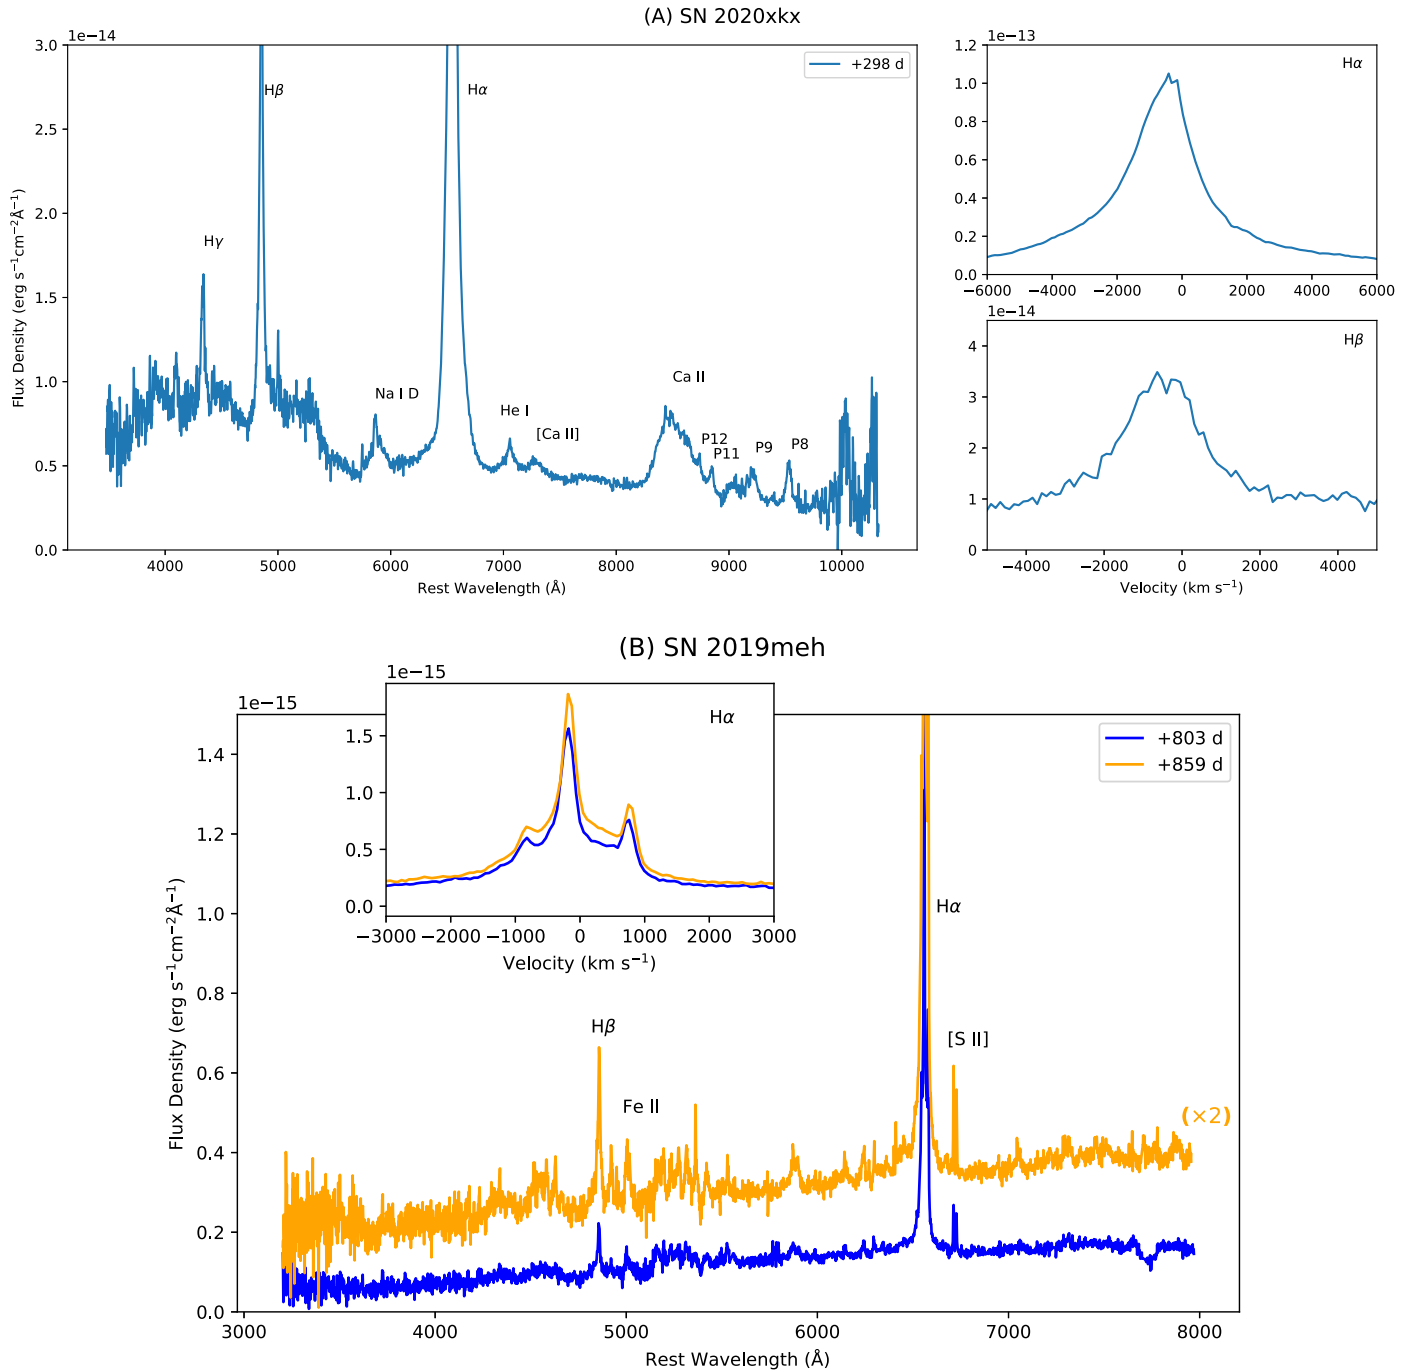 (A) SN 2020xkx
1e−14
3.0
2.5
2.0
1.5
1.0
0.5
0.0
Flux Density (erg s⁻¹cm⁻²Å⁻¹)
+298 d
Hβ
Hα
Hγ
Na I D
He I
[Ca II]
Ca II
P12
P11
P9
P8
4000 5000 6000 7000 8000 9000 10000
Rest Wavelength (Å)
1e−13
Hα
1.2
1.0
0.8
0.6
0.4
0.2
0.0
−6000 −4000 −2000 0 2000 4000 6000
1e−14
Hβ
4
3
2
1
0
−4000 −2000 0 2000 4000
Velocity (km s⁻¹)
(B) SN 2019meh
1e−15
Hα
1.5
1.0
0.5
0.0
−3000 −2000 −1000 0 1000 2000 3000
Velocity (km s⁻¹)
1e−15
+803 d
+859 d
1.4
1.2
1.0
0.8
0.6
0.4
0.2
0.0
Flux Density (erg s⁻¹cm⁻²Å⁻¹)
Hα
Hβ
[S II]
Fe II
(×2)
3000 4000 5000 6000 7000 8000
Rest Wavelength (Å)